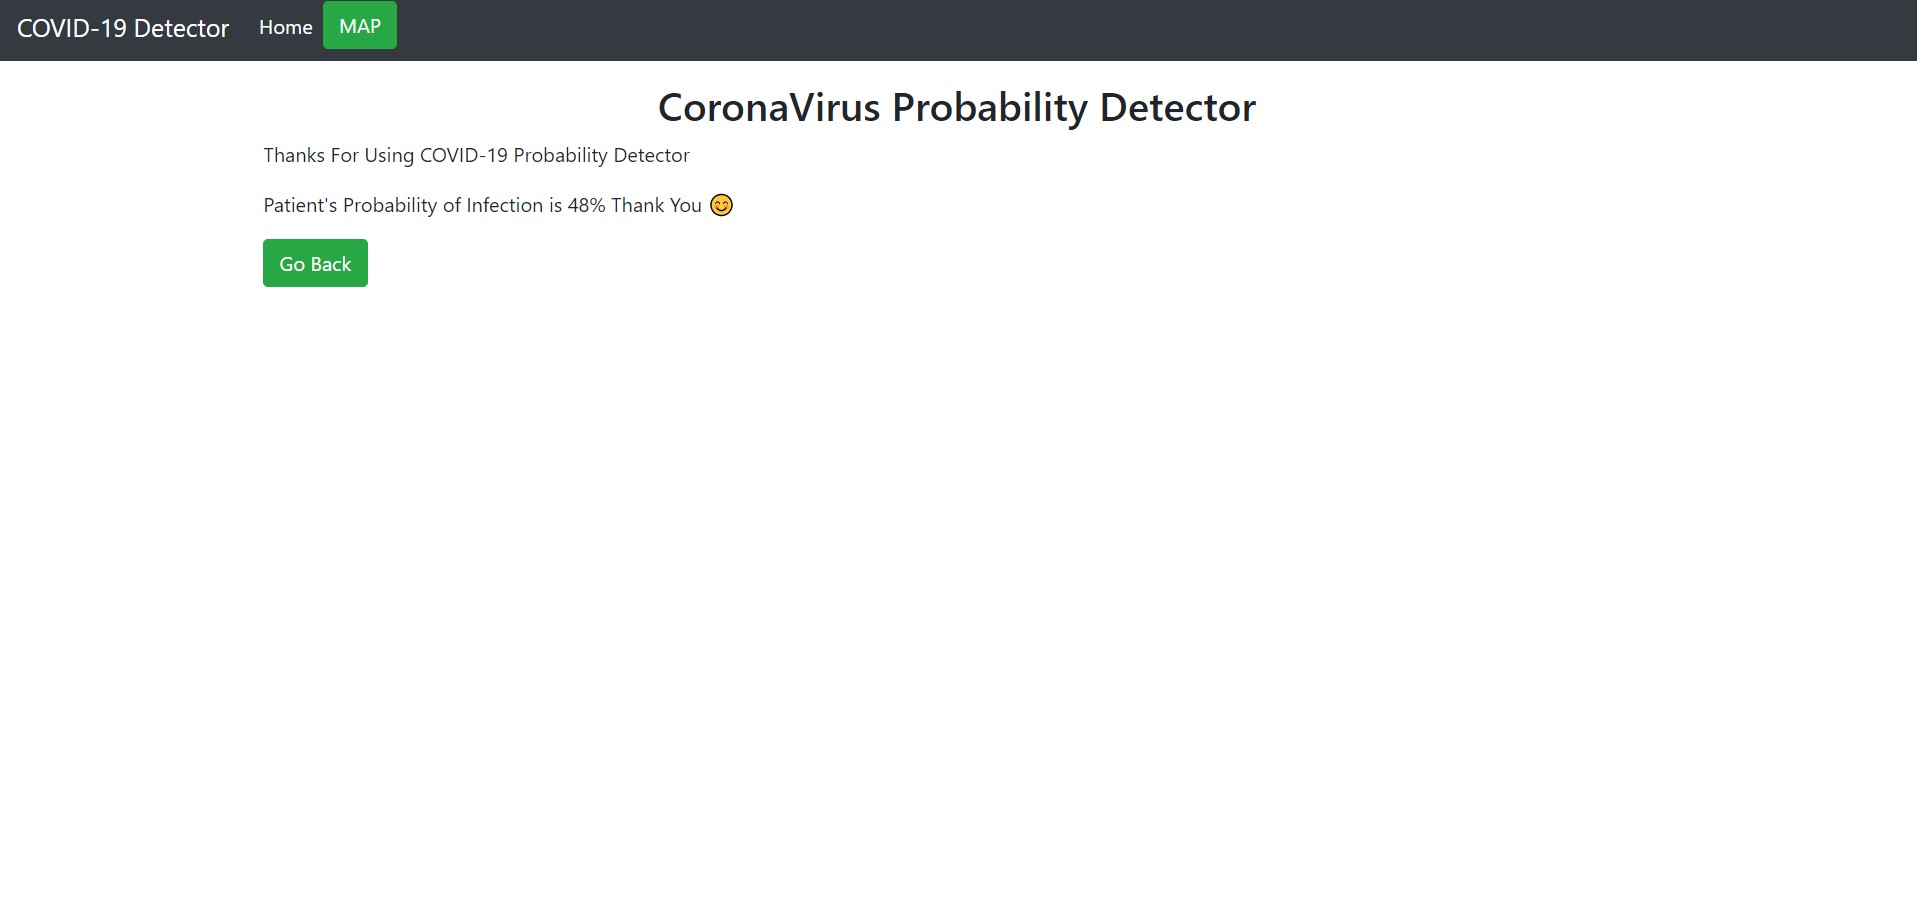 COVID-19 Detector Home MAP
CoronaVirus Probability Detector
Thanks For Using COVID-19 Probability Detector
Patient's Probability of Infection is 48% Thank You 😊
Go Back